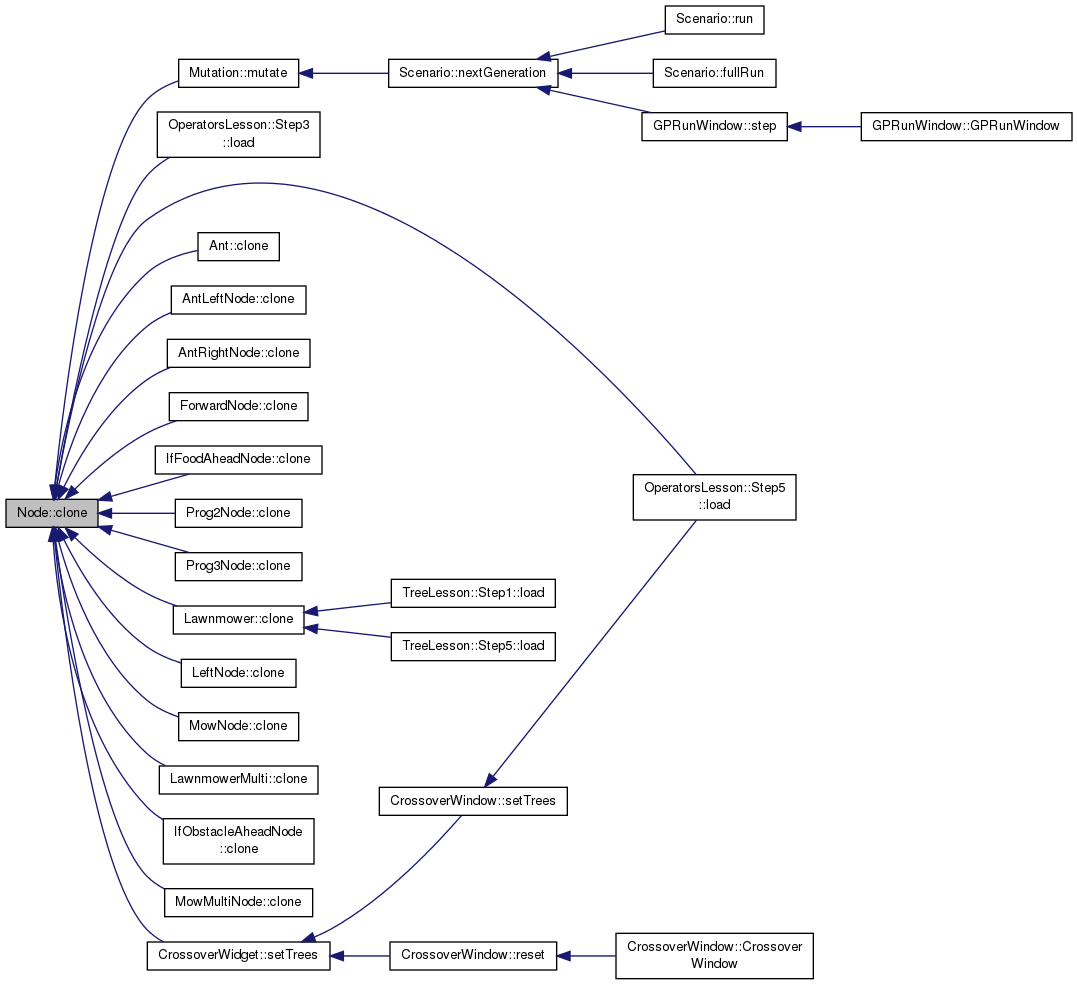 Scenario::run
Mutation::mutate
Scenario::nextGeneration
Scenario::fullRun
OperatorsLesson::Step3
::load
GPRunWindow::step
GPRunWindow::GPRunWindow
Ant::clone
AntLeftNode::clone
AntRightNode::clone
ForwardNode::clone
IfFoodAheadNode::clone
OperatorsLesson::Step5
::load
Node::clone
Prog2Node::clone
Prog3Node::clone
TreeLesson::Step1::load
Lawnmower::clone
TreeLesson::Step5::load
LeftNode::clone
MowNode::clone
LawnmowerMulti::clone
CrossoverWindow::setTrees
IfObstacleAheadNode
::clone
MowMultiNode::clone
CrossoverWidget::setTrees
CrossoverWindow::reset
CrossoverWindow::Crossover
Window